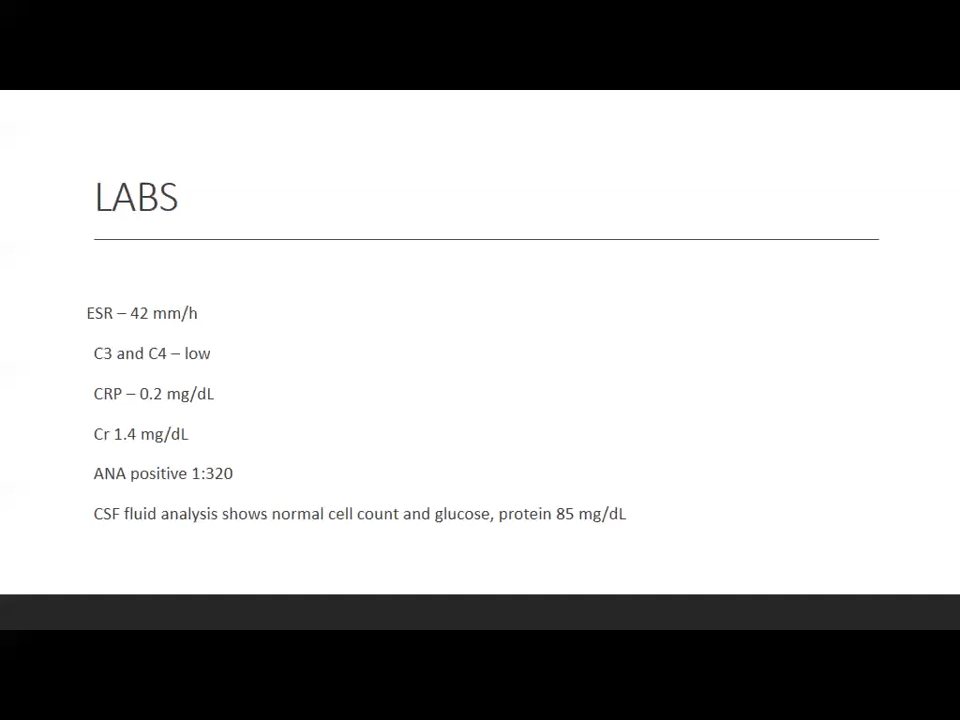 LABS
ESR – 42 mm/h
C3 and C4 – low
CRP – 0.2 mg/dL
Cr 1.4 mg/dL
ANA positive 1:320
CSF fluid analysis shows normal cell count and glucose, protein 85 mg/dL